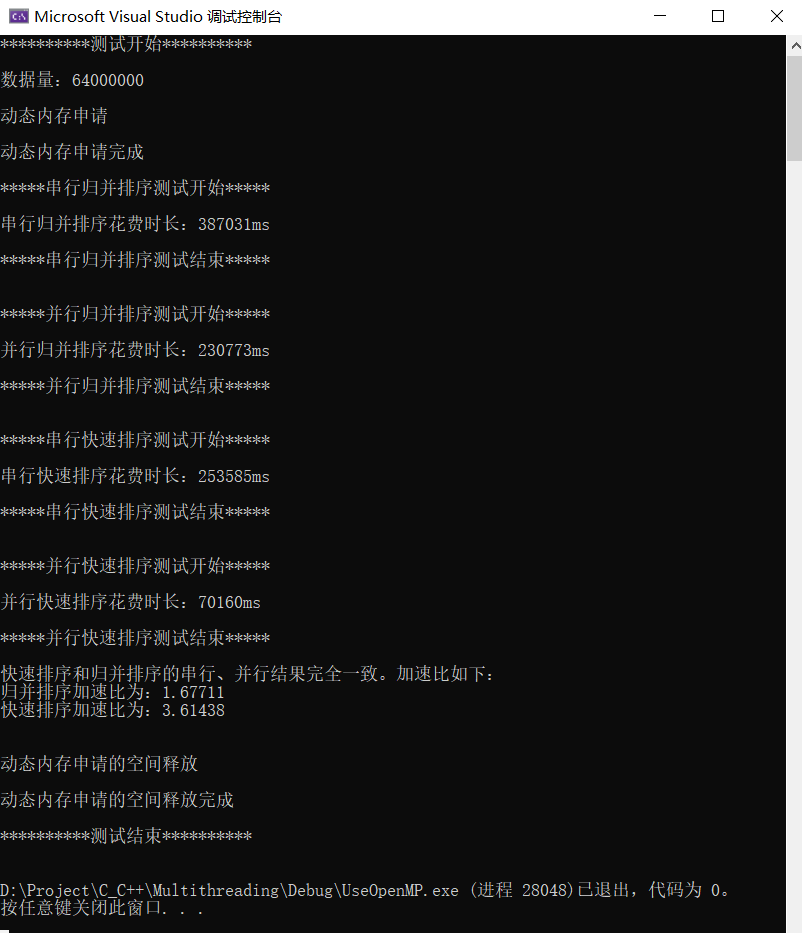 Microsoft Visual Studio 调试控制台
**********测试开始**********
数据量：64000000
动态内存申请
动态内存申请完成
*****串行归并排序测试开始*****
串行归并排序花费时长：387031ms
*****串行归并排序测试结束*****
*****并行归并排序测试开始*****
并行归并排序花费时长：230773ms
*****并行归并排序测试结束*****
*****串行快速排序测试开始*****
串行快速排序花费时长：253585ms
*****串行快速排序测试结束*****
*****并行快速排序测试开始*****
并行快速排序花费时长：70160ms
*****并行快速排序测试结束*****
快速排序和归并排序的串行、并行结果完全一致。加速比如下：
归并排序加速比为：1.67711
快速排序加速比为：3.61438
动态内存申请的空间释放
动态内存申请的空间释放完成
**********测试结束**********
D:\Project\C_C++\Multithreading\Debug\UseOpenMP.exe (进程 28048)已退出，代码为 0。
按任意键关闭此窗口. . .